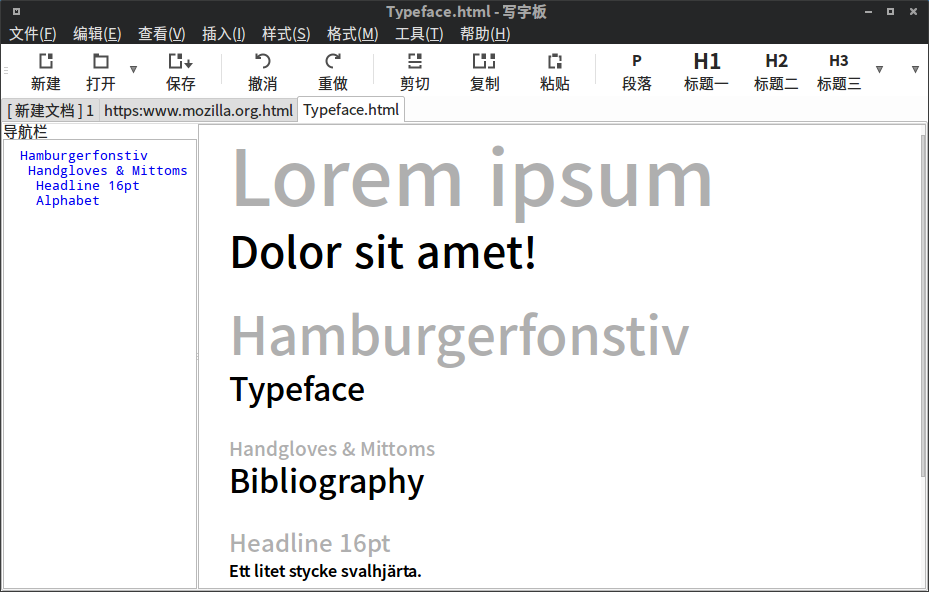 Typeface.html - 写字板
文件(F) 编辑(E) 查看(V) 插入(I) 样式(S) 格式(M) 工具(T) 帮助(H)
P H1 H2 H3
新建 打开 保存 撤消 重做 剪切 复制 粘贴 段落 标题一 标题二 标题三
[ 新建文档 ] 1 https:www.mozilla.org.html Typeface.html
导航栏
Hamburgerfonstiv
Handgloves & Mittoms
Headline 16pt
Alphabet
Lorem ipsum
Dolor sit amet!
Hamburgerfonstiv
Typeface
Handgloves & Mittoms
Bibliography
Headline 16pt
Ett litet stycke svalhjärta.